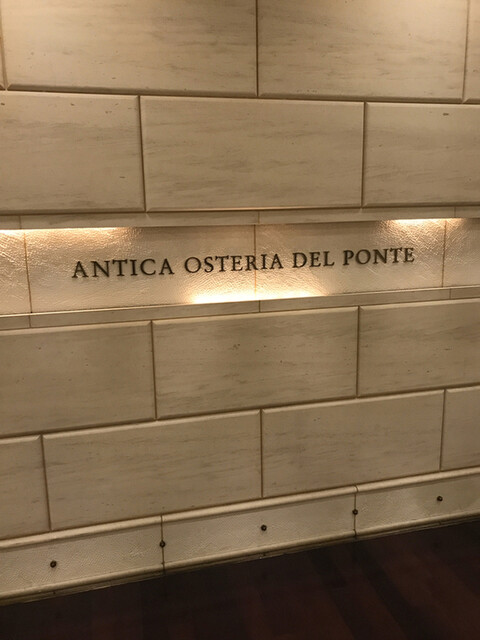 ANTICA OSTERIA DEL PONTE